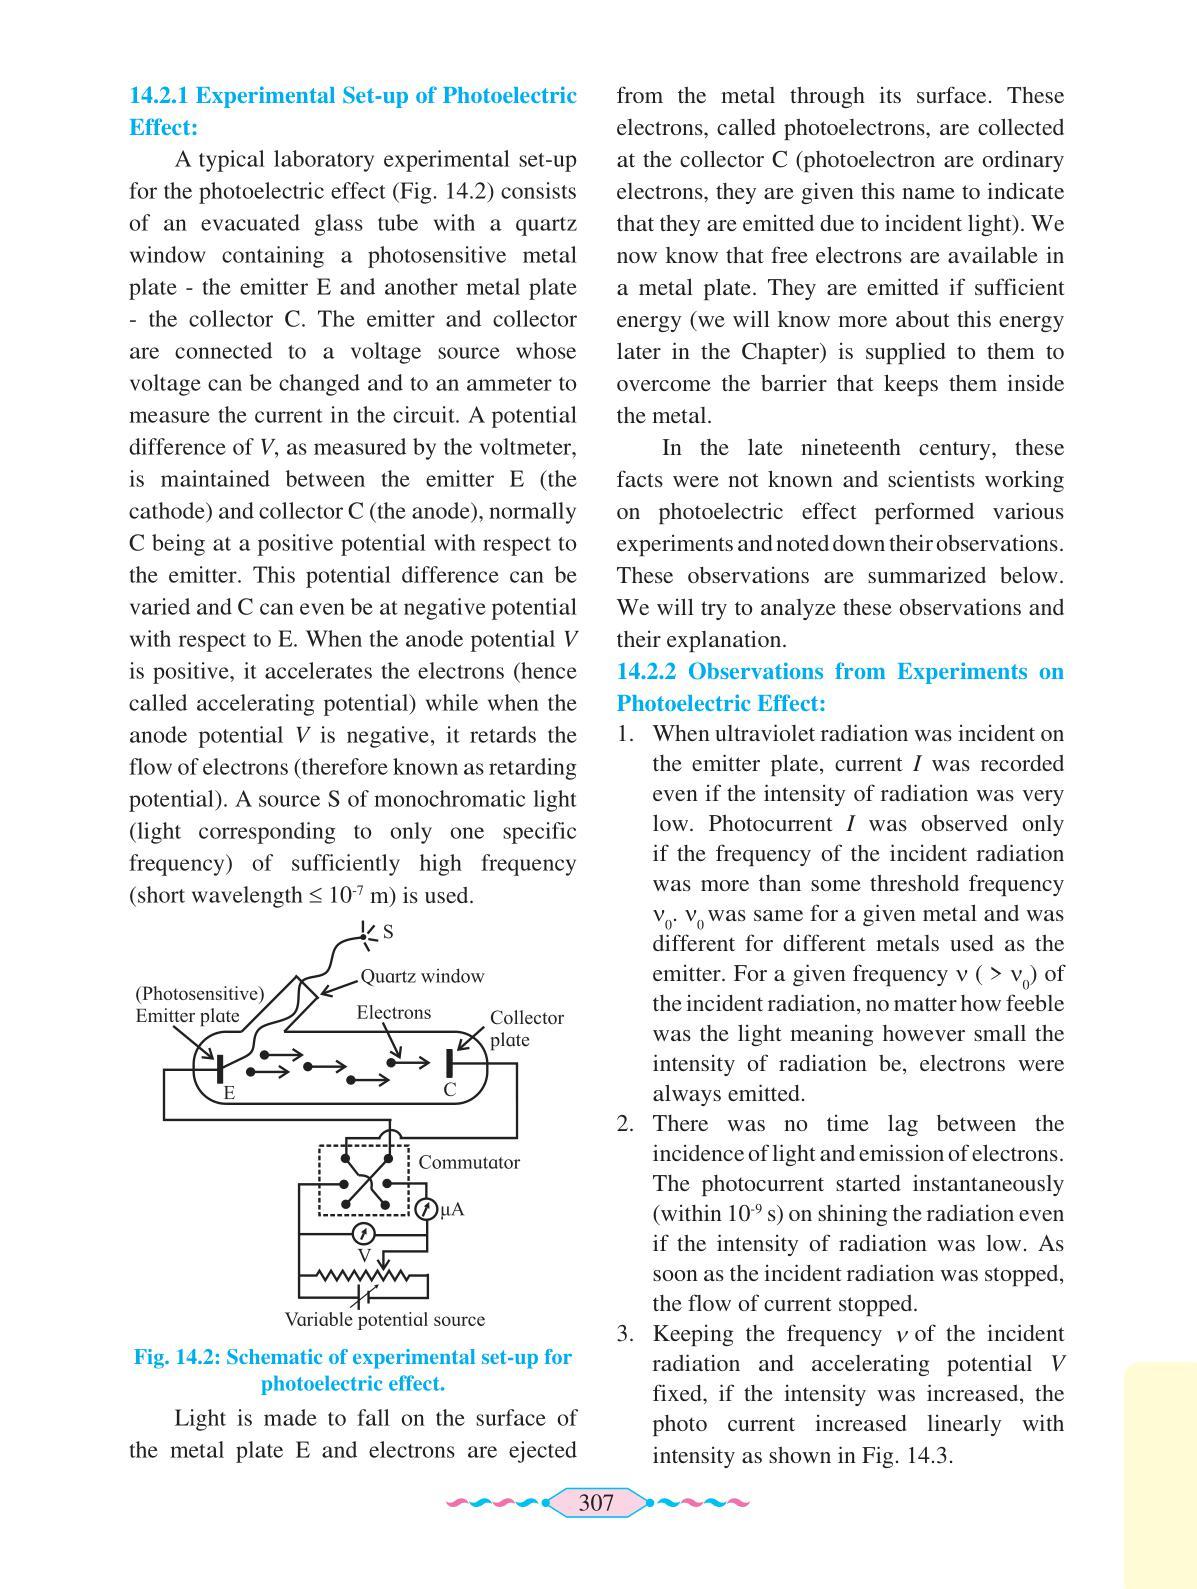 14.2.1 Experimental Set-up of Photoelectric
Effect:
A typical laboratory experimental set-up
for the photoelectric effect (Fig. 14.2) consists
of an evacuated glass tube with a quartz
window containing a photosensitive metal
plate - the emitter E and another metal plate
- the collector C. The emitter and collector
are connected to a voltage source whose
voltage can be changed and to an ammeter to
measure the current in the circuit. A potential
difference of V, as measured by the voltmeter,
is maintained between the emitter E (the
cathode) and collector C (the anode), normally
C being at a positive potential with respect to
the emitter. This potential difference can be
varied and C can even be at negative potential
with respect to E. When the anode potential V
is positive, it accelerates the electrons (hence
called accelerating potential) while when the
anode potential V is negative, it retards the
flow of electrons (therefore known as retarding
potential). A source S of monochromatic light
(light corresponding to only one specific
frequency) of sufficiently high frequency
(short wavelength ≤ 10⁻⁷ m) is used.
S
Quartz window
(Photosensitive)
Emitter plate
Electrons
Collector
plate
E
C
Commutator
μA
V
Variable potential source
Fig. 14.2: Schematic of experimental set-up for
photoelectric effect.
Light is made to fall on the surface of
the metal plate E and electrons are ejected
from the metal through its surface. These
electrons, called photoelectrons, are collected
at the collector C (photoelectron are ordinary
electrons, they are given this name to indicate
that they are emitted due to incident light). We
now know that free electrons are available in
a metal plate. They are emitted if sufficient
energy (we will know more about this energy
later in the Chapter) is supplied to them to
overcome the barrier that keeps them inside
the metal.
In the late nineteenth century, these
facts were not known and scientists working
on photoelectric effect performed various
experiments and noted down their observations.
These observations are summarized below.
We will try to analyze these observations and
their explanation.
14.2.2 Observations from Experiments on
Photoelectric Effect:
1. When ultraviolet radiation was incident on
the emitter plate, current I was recorded
even if the intensity of radiation was very
low. Photocurrent I was observed only
if the frequency of the incident radiation
was more than some threshold frequency
ν₀. ν₀ was same for a given metal and was
different for different metals used as the
emitter. For a given frequency ν ( > ν₀) of
the incident radiation, no matter how feeble
was the light meaning however small the
intensity of radiation be, electrons were
always emitted.
2. There was no time lag between the
incidence of light and emission of electrons.
The photocurrent started instantaneously
(within 10⁻⁹ s) on shining the radiation even
if the intensity of radiation was low. As
soon as the incident radiation was stopped,
the flow of current stopped.
3. Keeping the frequency ν of the incident
radiation and accelerating potential V
fixed, if the intensity was increased, the
photo current increased linearly with
intensity as shown in Fig. 14.3.
307